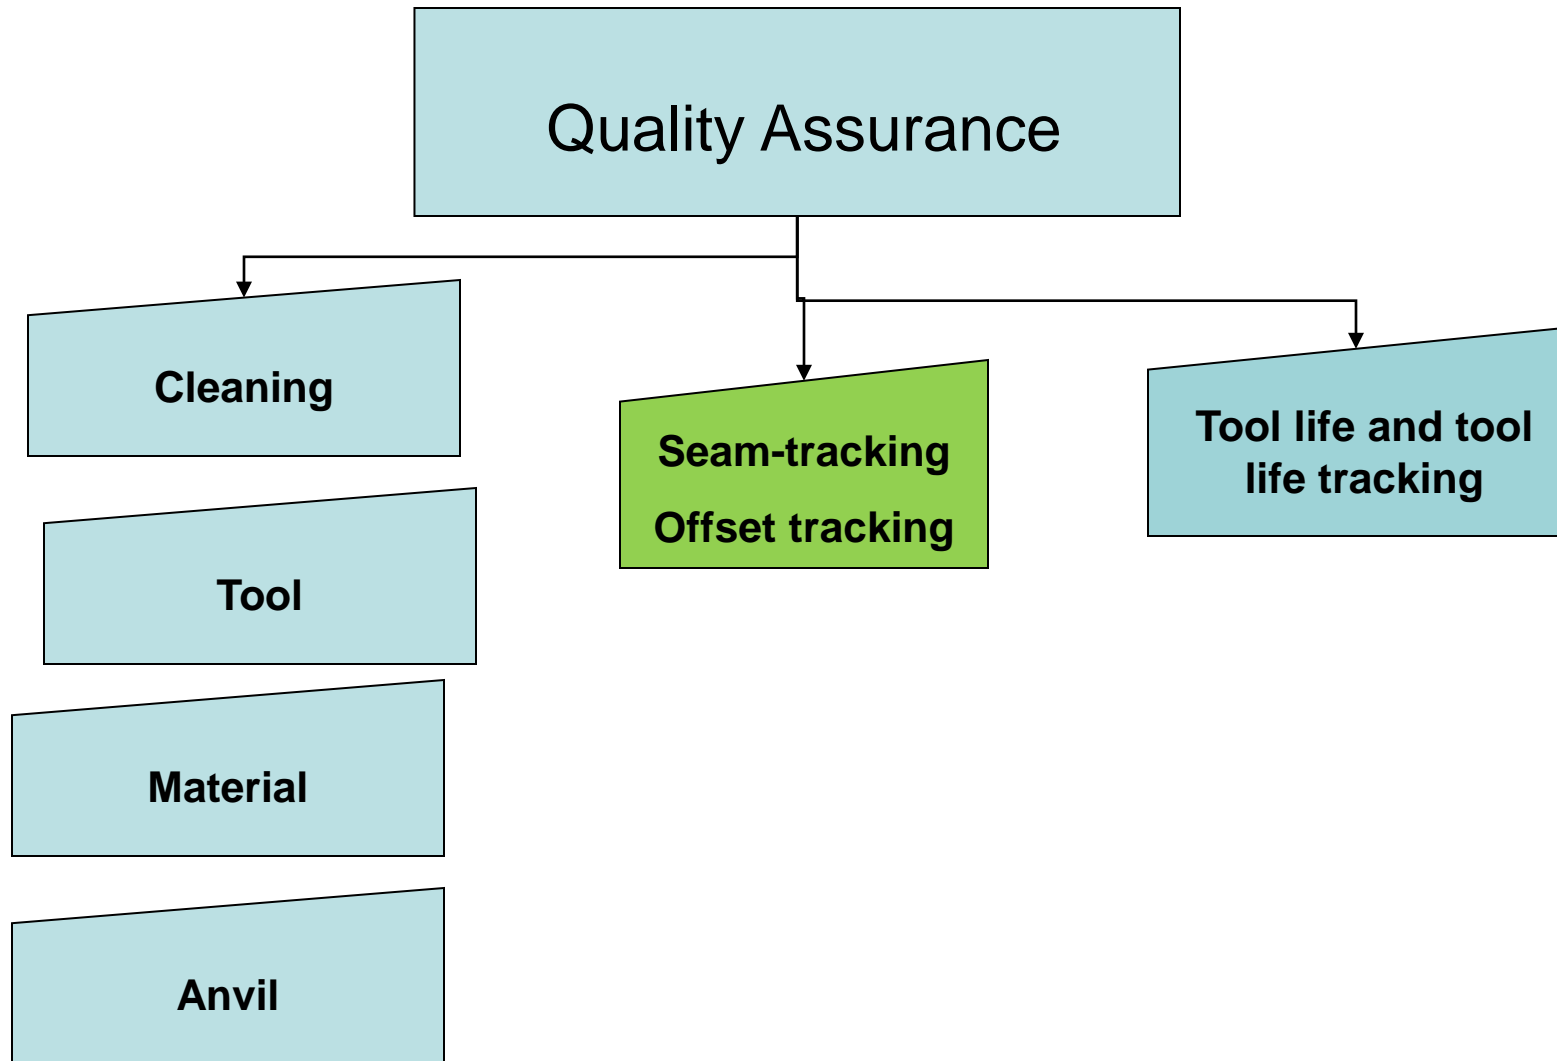 Quality Assurance
Cleaning
Seam-tracking
Offset tracking
Tool life and tool
life tracking
Tool
Material
Anvil